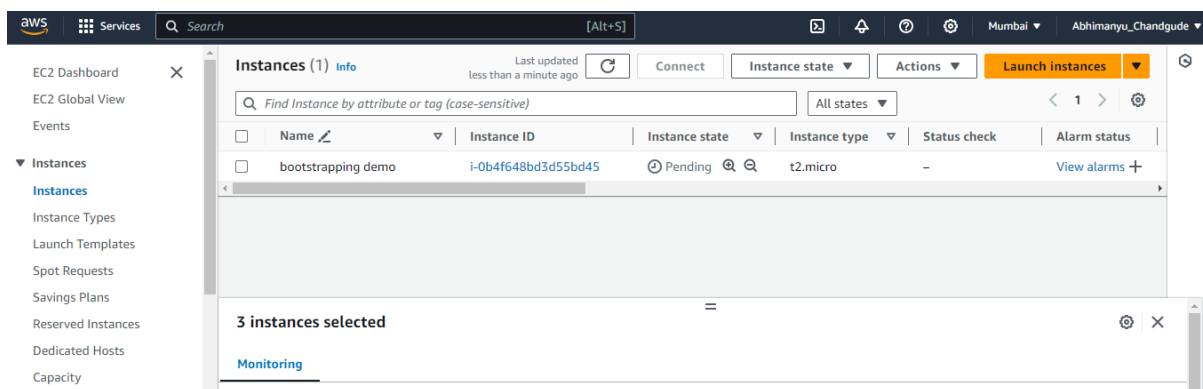 aws Services Search [Alt+S] Mumbai Abhimanyu_Chandgude
EC2 Dashboard
EC2 Global View
Events
Instances
Instances
Instance Types
Launch Templates
Spot Requests
Savings Plans
Reserved Instances
Dedicated Hosts
Capacity
Instances (1) Info
Last updated
less than a minute ago
Connect Instance state Actions Launch instances
Find Instance by attribute or tag (case-sensitive) All states 1
Name Instance ID Instance state Instance type Status check Alarm status
bootstrapping demo i-0b4f648bd3d55bd45 Pending t2.micro – View alarms +
3 instances selected
Monitoring